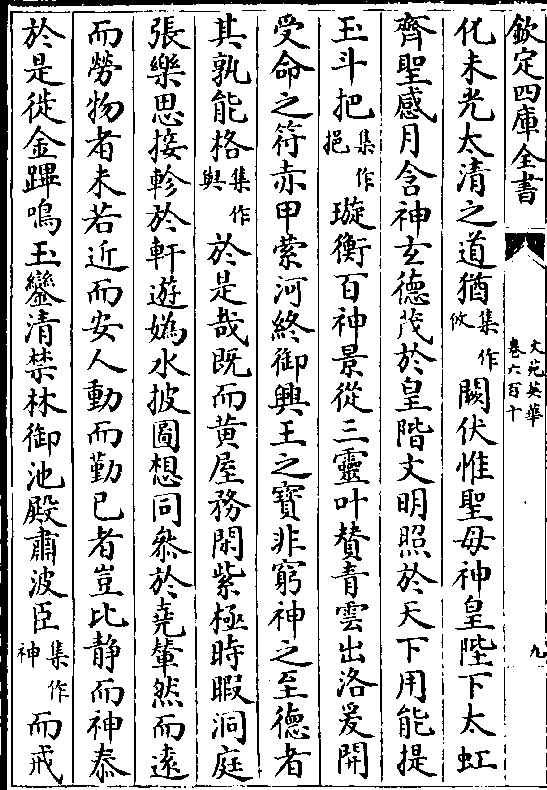 欽定四庫全書
文苑英華
卷六百十
九
化未光太清之道猶集作攸闕伏惟聖母神皇陛下太虹
齊聖感月含神玄德茂於皇階文明照於天下用能提
玉斗把集作挹璇衡百神景從三靈叶賛青雲出洛爰開
受命之符赤甲縈河終御興王之寶非窮神之至德者
其孰能格集作與於是哉既而黄屋務閑紫極時暇洞庭
張樂思接軫於軒遊媯水披圖想同叅於堯輦然而逺
而勞物者未若近而安人動而勤已者豈比静而神泰
於是徙金蹕鳴玉鑾清禁林御池殿肅波臣集作神而戒